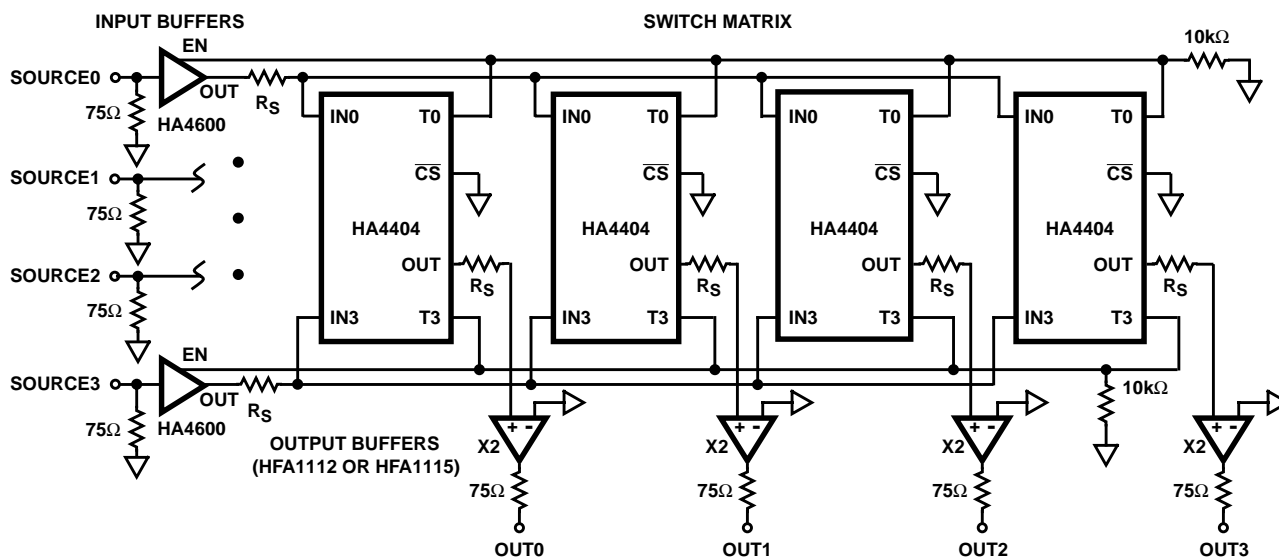 INPUT BUFFERS
SWITCH MATRIX
EN
10kΩ
SOURCE0
OUT
RS
75Ω
HA4600
IN0 T0
IN0 T0
IN0 T0
IN0 T0
SOURCE1
CS
CS
CS
CS
75Ω
HA4404
HA4404
HA4404
HA4404
SOURCE2
OUT
RS
OUT
RS
OUT
RS
OUT
RS
75Ω
IN3 T3
IN3 T3
IN3 T3
IN3 T3
EN
SOURCE3
OUT
RS
10kΩ
75Ω
HA4600
OUTPUT BUFFERS
(HFA1112 OR HFA1115)
+ -
+ -
+ -
+ -
X2
X2
X2
X2
75Ω
75Ω
75Ω
75Ω
OUT0
OUT1
OUT2
OUT3